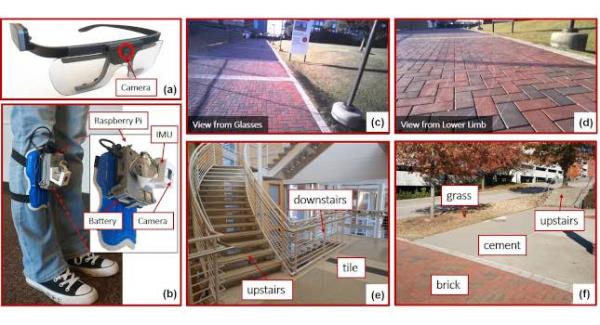 Camera
(a)
Raspberry Pi
IMU
Battery
Camera
(b)
View from Glasses
(c)
View from Lower Limb
(d)
downstairs
tile
upstairs
(e)
grass
upstairs
cement
brick
(f)